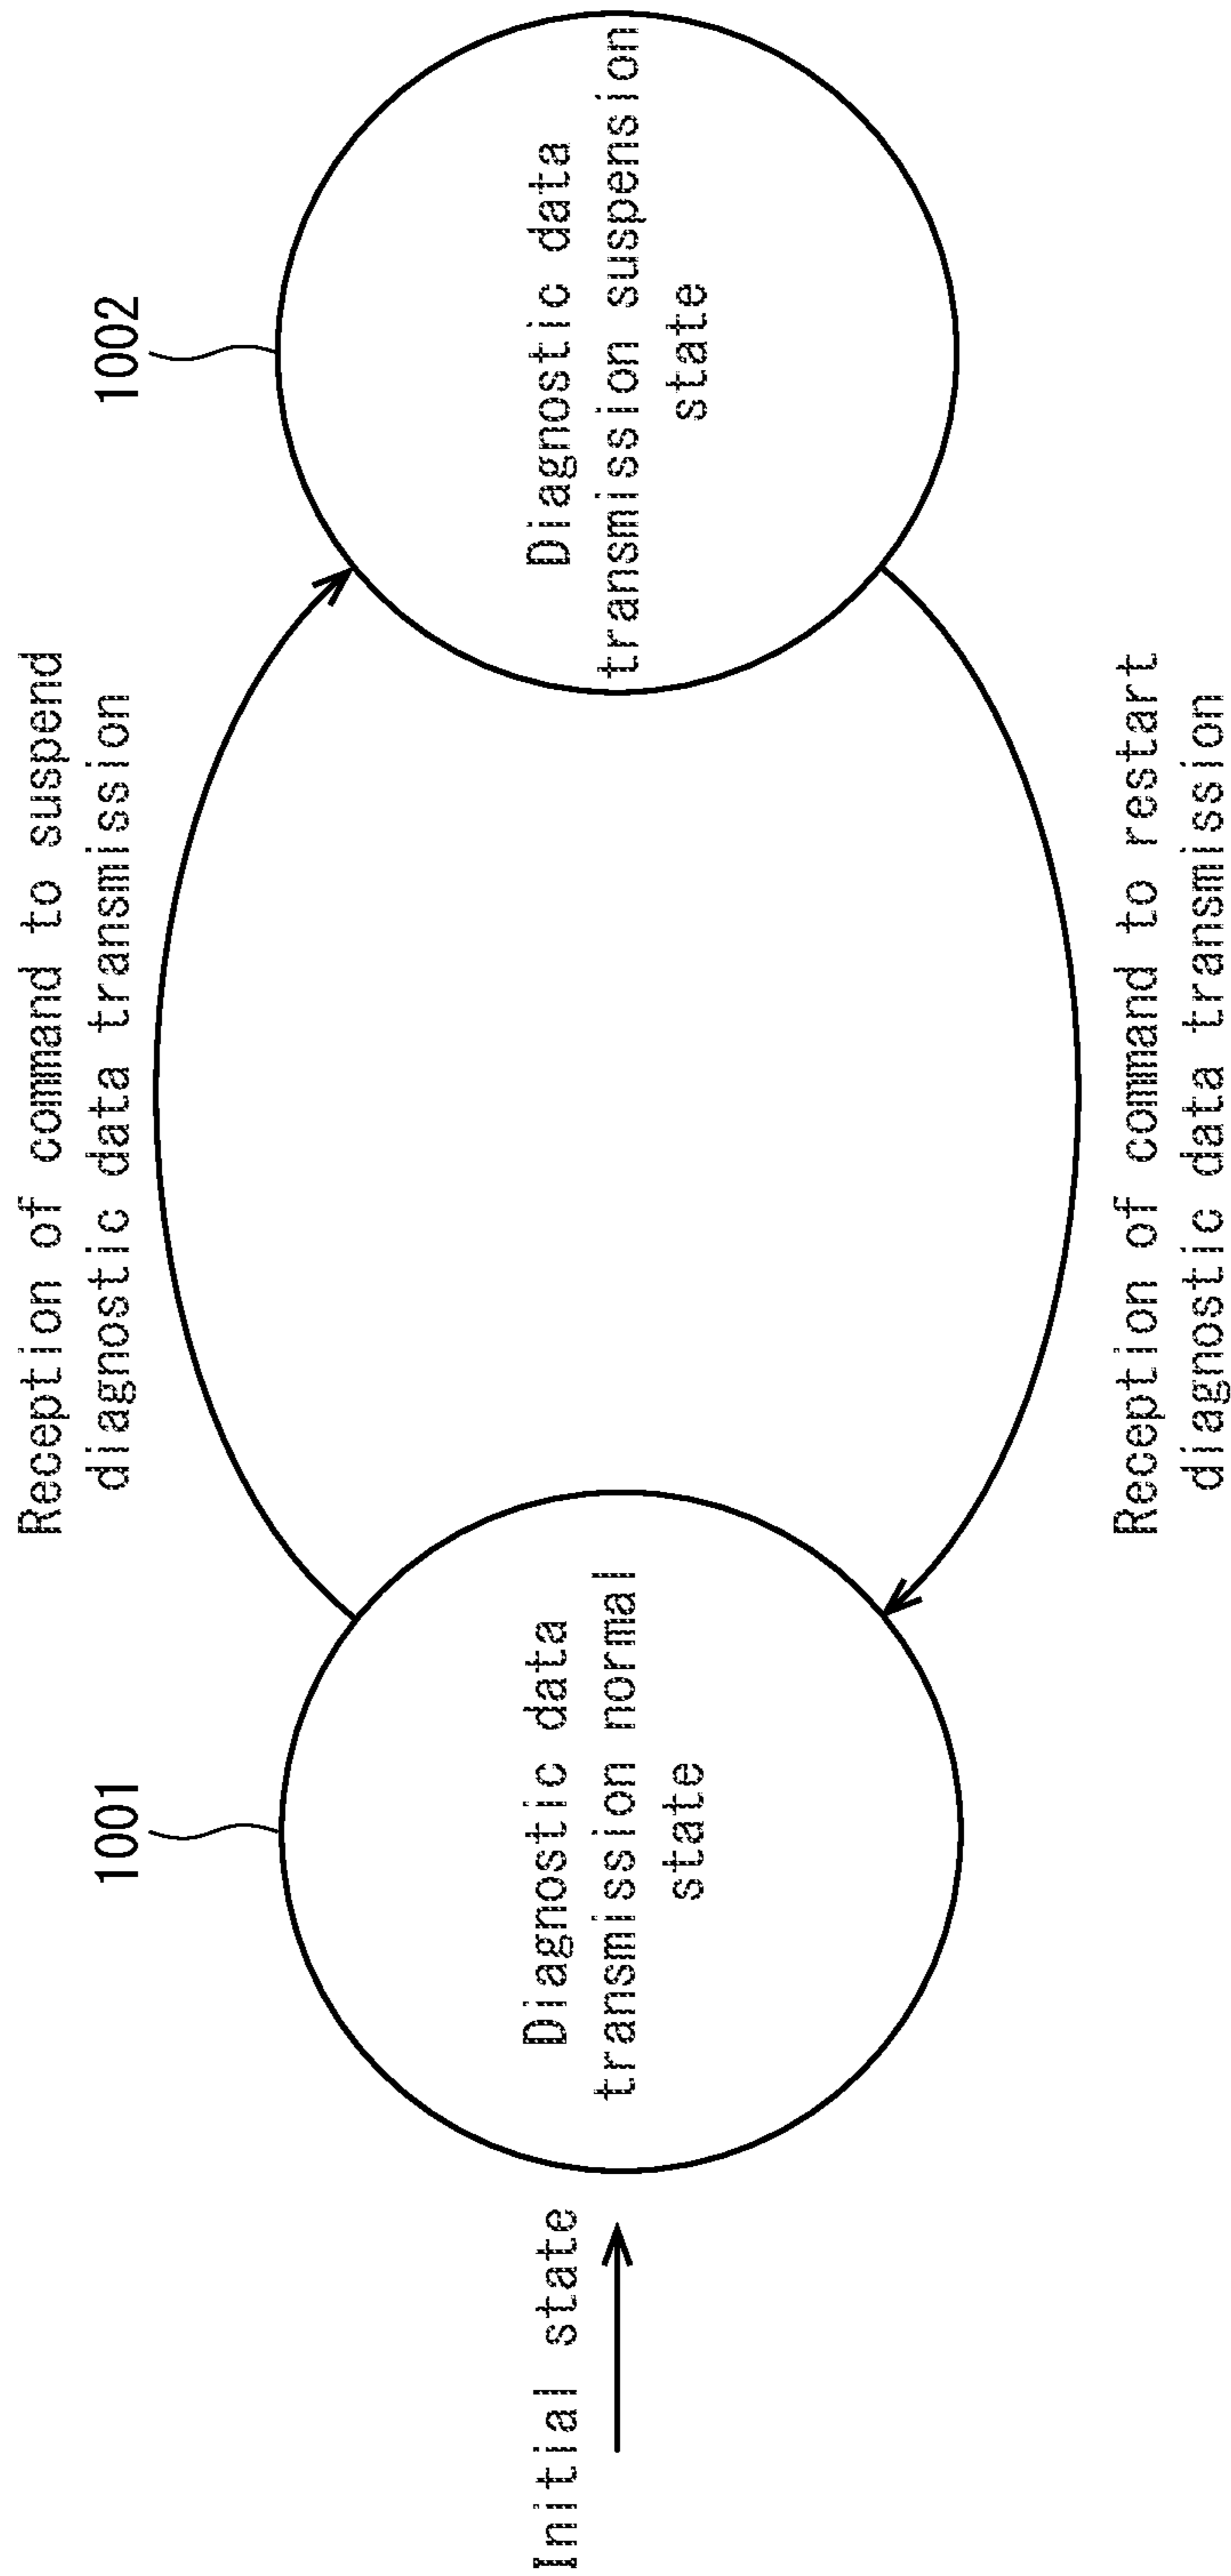 Reception of command to suspend
diagnostic data transmission
1001
1002
Initial state
Diagnostic data
transmission normal
state
Diagnostic data
transmission suspension
state
Reception of command to restart
diagnostic data transmission